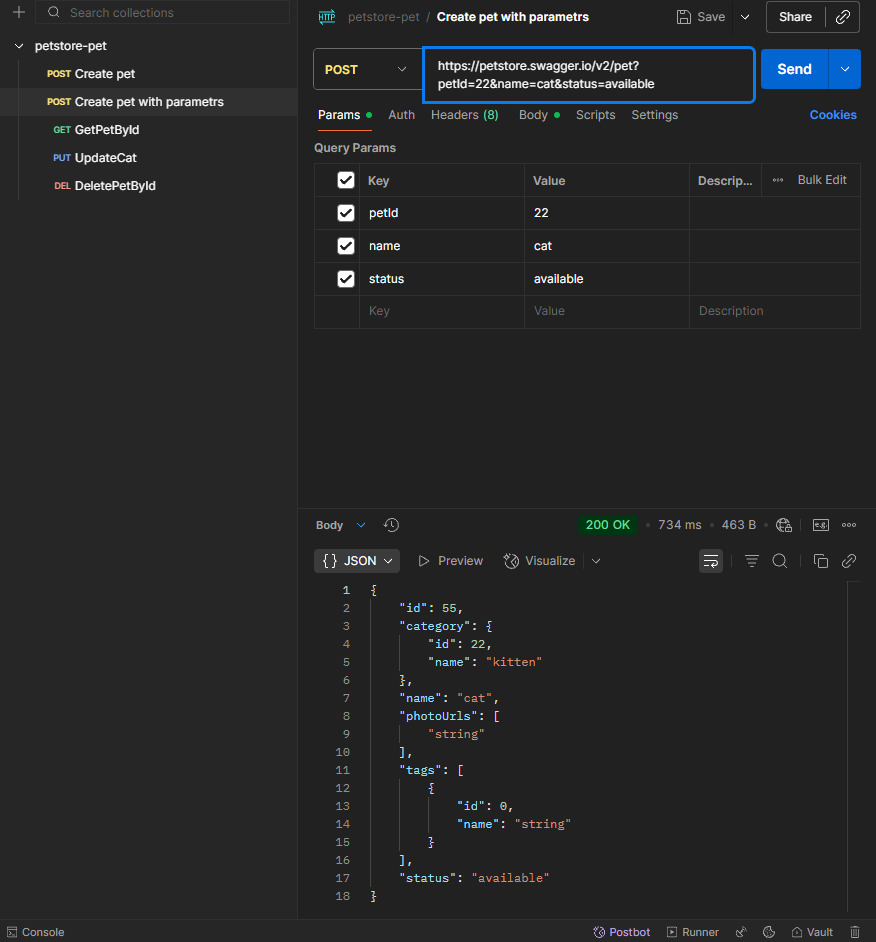 Search collections
petstore-pet
POST Create pet
POST Create pet with parametrs
GET GetPetById
PUT UpdateCat
DEL DeletePetById
HTTP petstore-pet / Create pet with parametrs
Save
Share
POST
https://petstore.swagger.io/v2/pet?
petId=22&name=cat&status=available
Send
Params Auth Headers (8) Body Scripts Settings Cookies
Query Params
Key Value Descrip... Bulk Edit
petId 22
name cat
status available
Key Value Description
Body 200 OK 734 ms 463 B e.g.
{} JSON Preview Visualize
1 {
2 "id": 55,
3 "category": {
4 "id": 22,
5 "name": "kitten"
6 },
7 "name": "cat",
8 "photoUrls": [
9 "string"
10 ],
11 "tags": [
12 {
13 "id": 0,
14 "name": "string"
15 }
16 ],
17 "status": "available"
18 }
Console Postbot Runner Vault